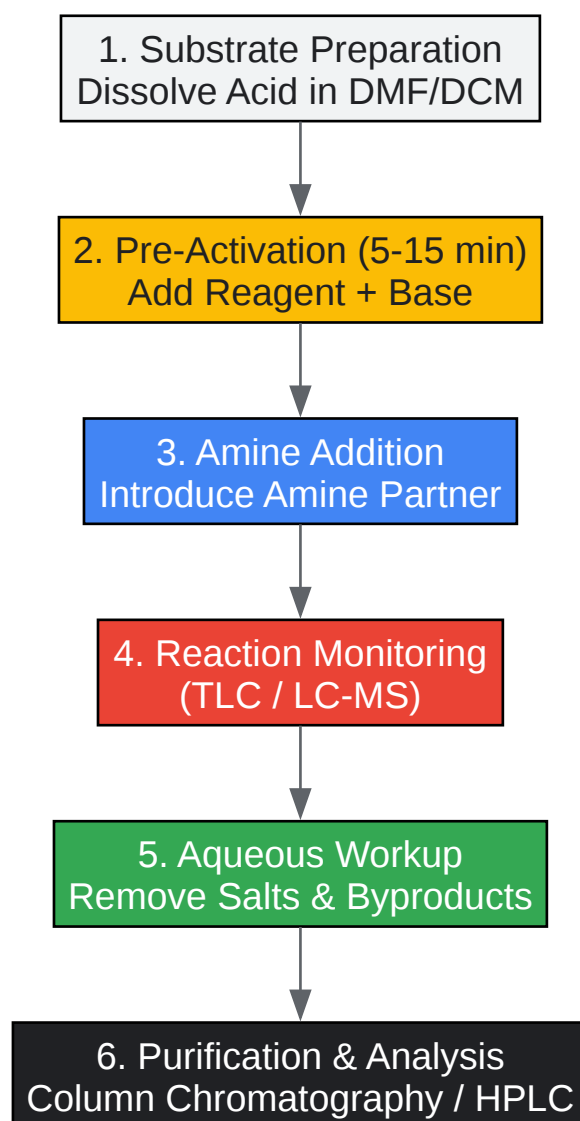 1. Substrate Preparation
Dissolve Acid in DMF/DCM
2. Pre-Activation (5-15 min)
Add Reagent + Base
3. Amine Addition
Introduce Amine Partner
4. Reaction Monitoring
(TLC / LC-MS)
5. Aqueous Workup
Remove Salts & Byproducts
6. Purification & Analysis
Column Chromatography / HPLC